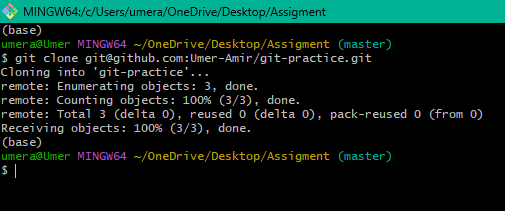 MINGW64:/c/Users/umera/OneDrive/Desktop/Assigment
(base)
umera@Umer MINGW64 ~/OneDrive/Desktop/Assigment (master)
$ git clone git@github.com:Umer-Amir/git-practice.git
Cloning into 'git-practice'...
remote: Enumerating objects: 3, done.
remote: Counting objects: 100% (3/3), done.
remote: Total 3 (delta 0), reused 0 (delta 0), pack-reused 0 (from 0)
Receiving objects: 100% (3/3), done.
(base)
umera@Umer MINGW64 ~/OneDrive/Desktop/Assigment (master)
$